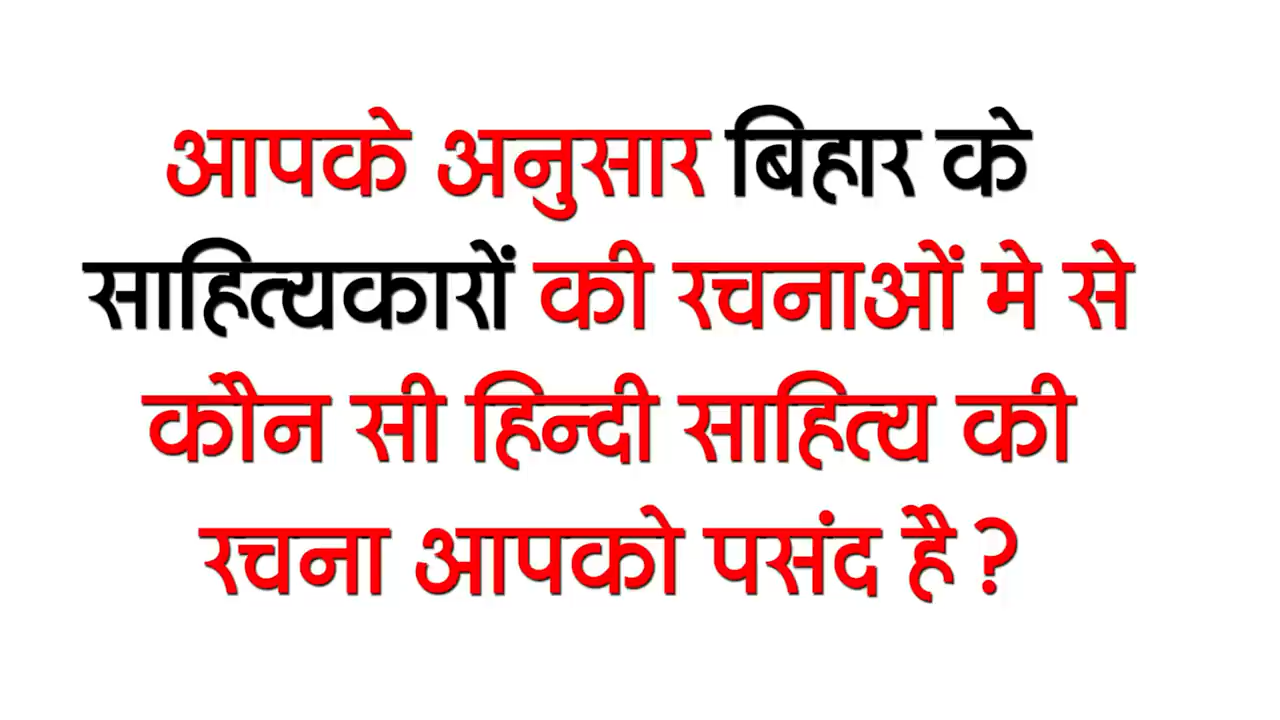 आपके अनुसार बिहार के
साहित्यकारों की रचनाओं मे से
कौन सी हिन्दी साहित्य की
रचना आपको पसंद है ?